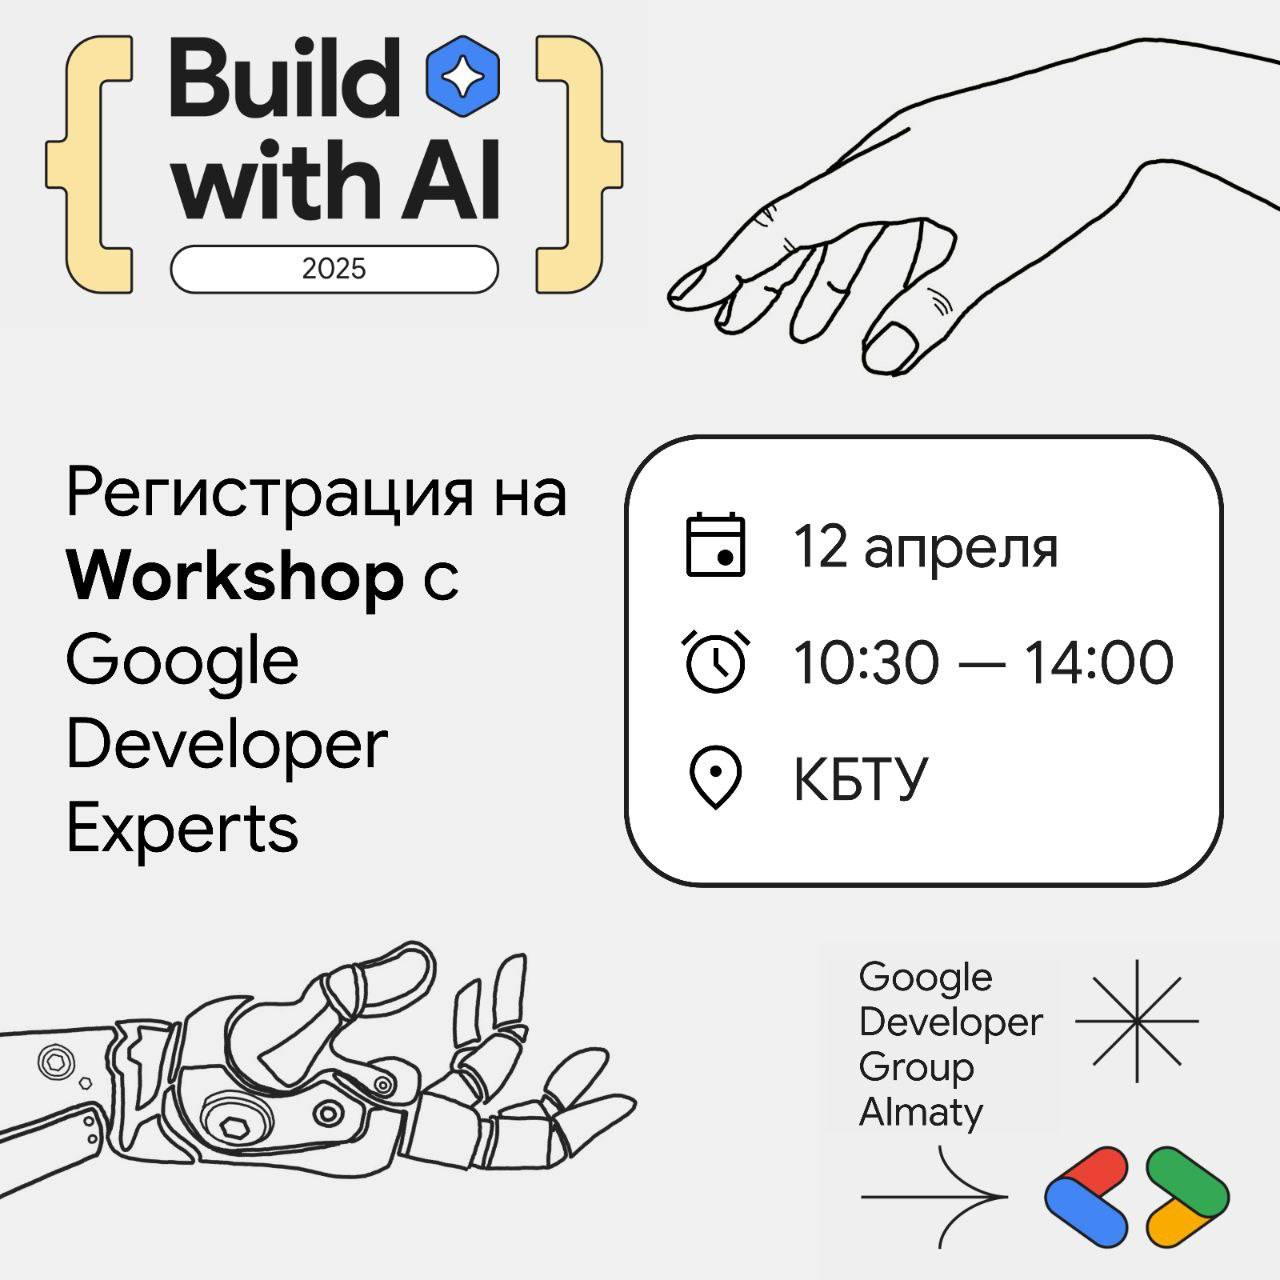 Build
with AI
2025
Регистрация на
Workshop с
Google
Developer
Experts
12 апреля
10:30 — 14:00
КБТУ
Google
Developer
Group
Almaty